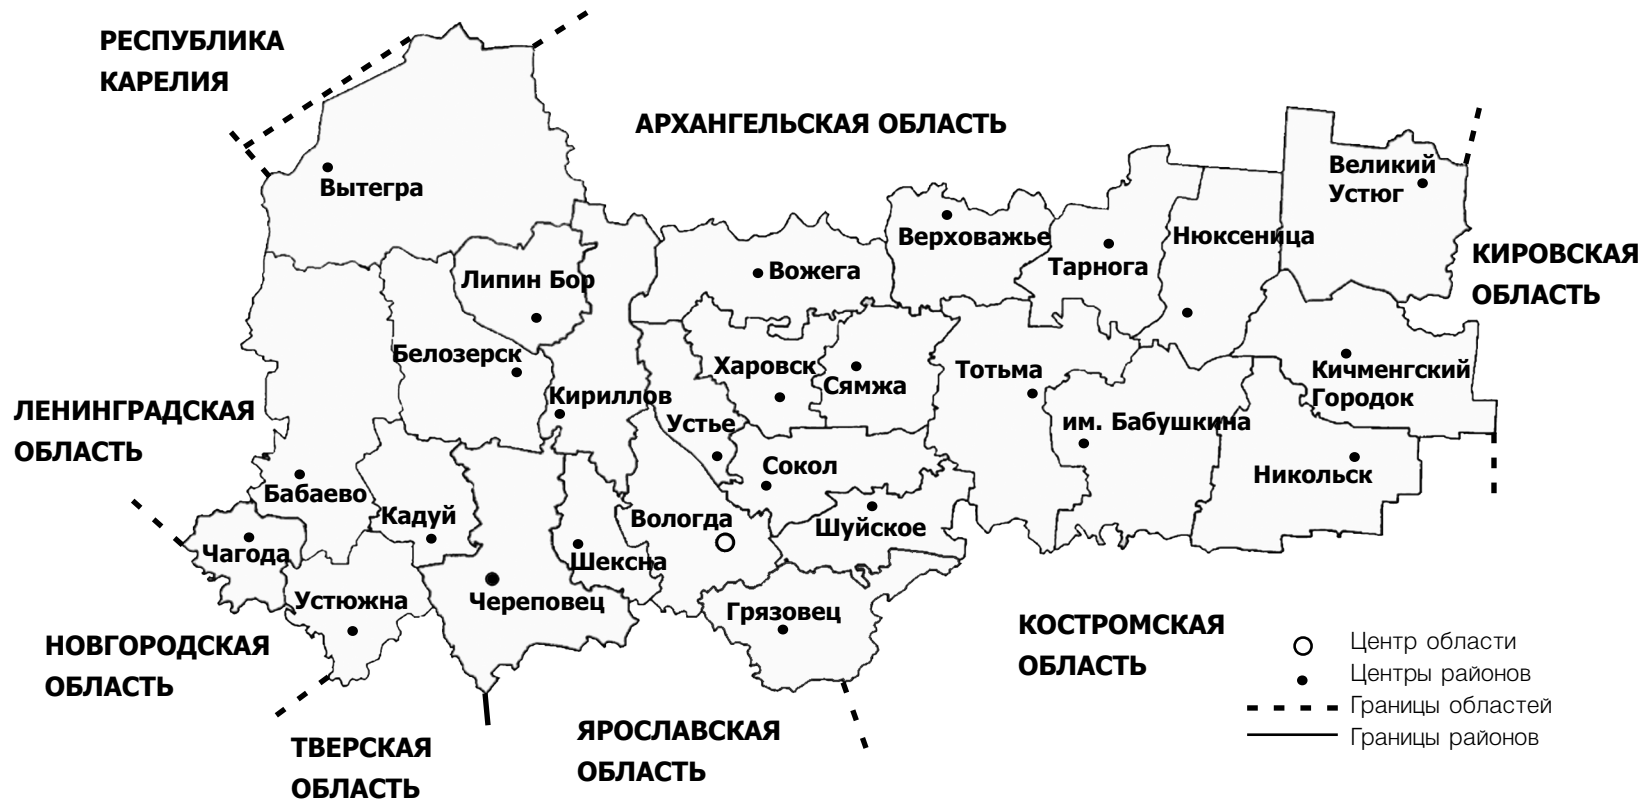 РЕСПУБЛИКА
КАРЕЛИЯ
АРХАНГЕЛЬСКАЯ ОБЛАСТЬ
Вытегра
Великий
Устюг
Верховажье
Нюксеница
Тарнога
Вожега
Липин Бор
КИРОВСКАЯ
ОБЛАСТЬ
Белозерск
Харовск
Сямжа
Тотьма
Кичменгский
Городок
Кириллов
ЛЕНИНГРАДСКАЯ
ОБЛАСТЬ
Устье
им. Бабушкина
Сокол
Никольск
Бабаево
Кадуй
Вологда
Шуйское
Чагода
Шексна
Устюжна
Череповец
Грязовец
НОВГОРОДСКАЯ
ОБЛАСТЬ
КОСТРОМСКАЯ
ОБЛАСТЬ
ТВЕРСКАЯ
ОБЛАСТЬ
ЯРОСЛАВСКАЯ
ОБЛАСТЬ
Центр области
Центры районов
Границы областей
Границы районов